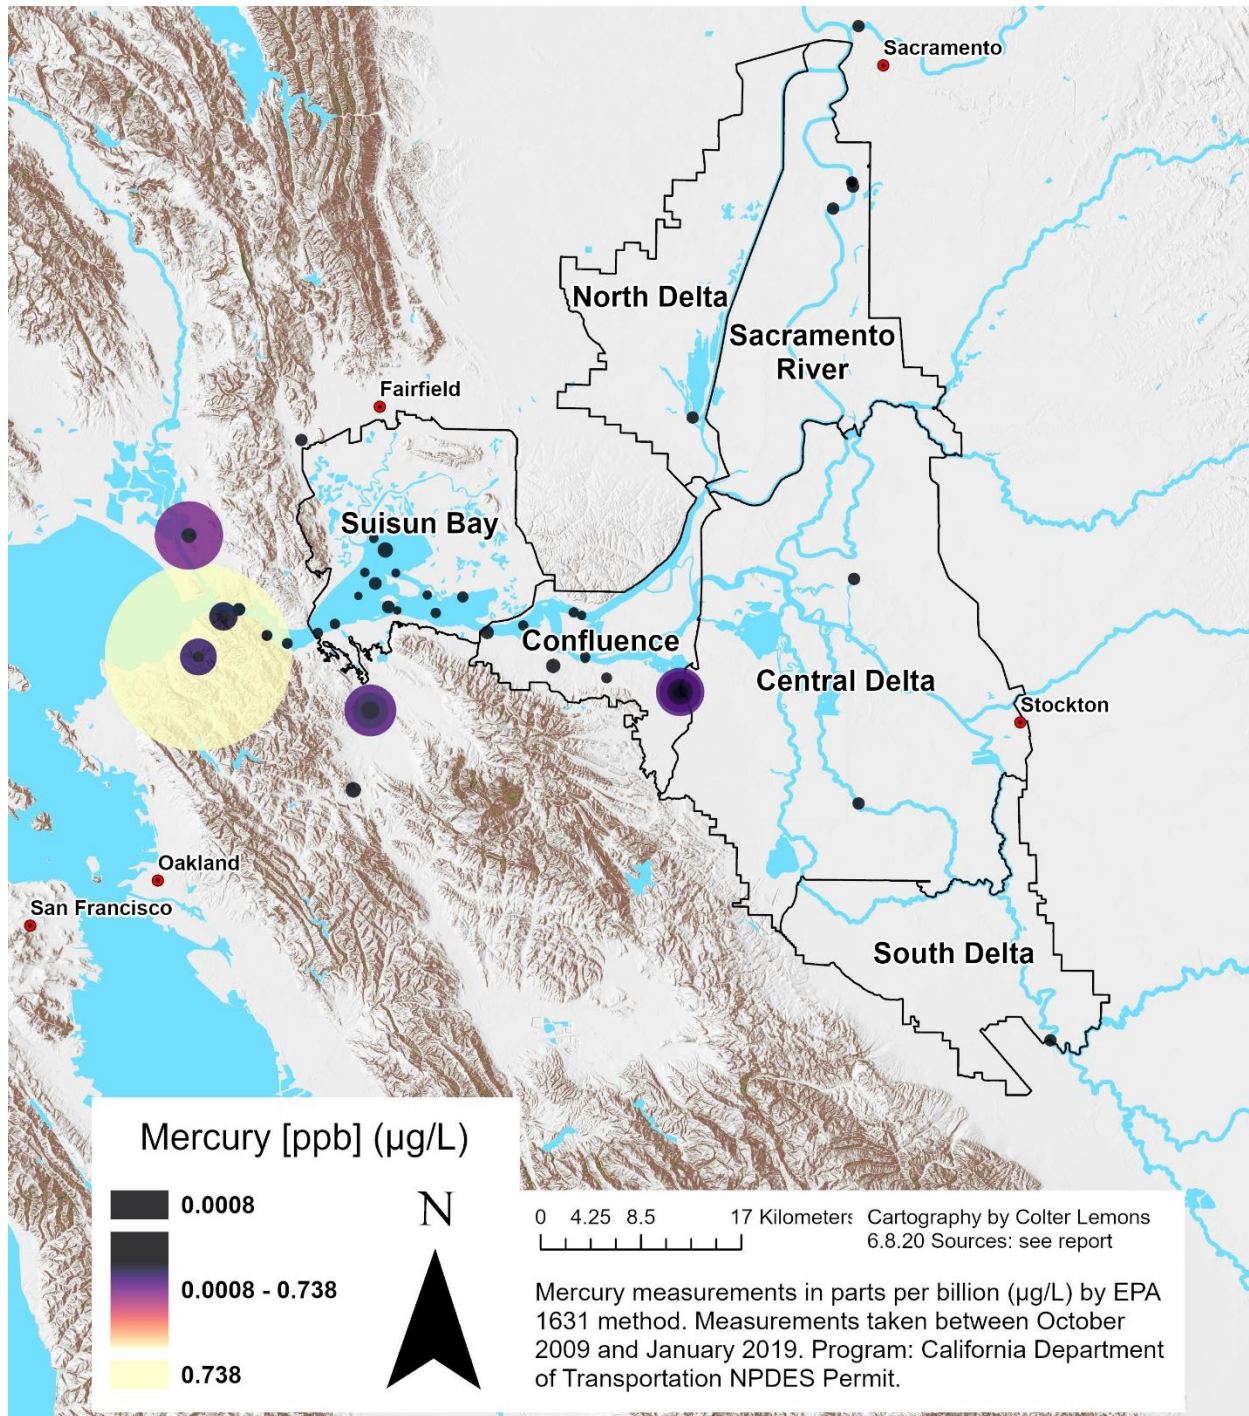 Sacramento
North Delta
Sacramento
River
Fairfield
Suisun Bay
Confluence
Central Delta
Stockton
Oakland
San Francisco
South Delta
Mercury [ppb] (µg/L)
0.0008
0.0008 - 0.738
0.738
N
0 4.25 8.5 17 Kilometers
Cartography by Colter Lemons
6.8.20 Sources: see report
Mercury measurements in parts per billion (µg/L) by EPA
1631 method. Measurements taken between October
2009 and January 2019. Program: California Department
of Transportation NPDES Permit.